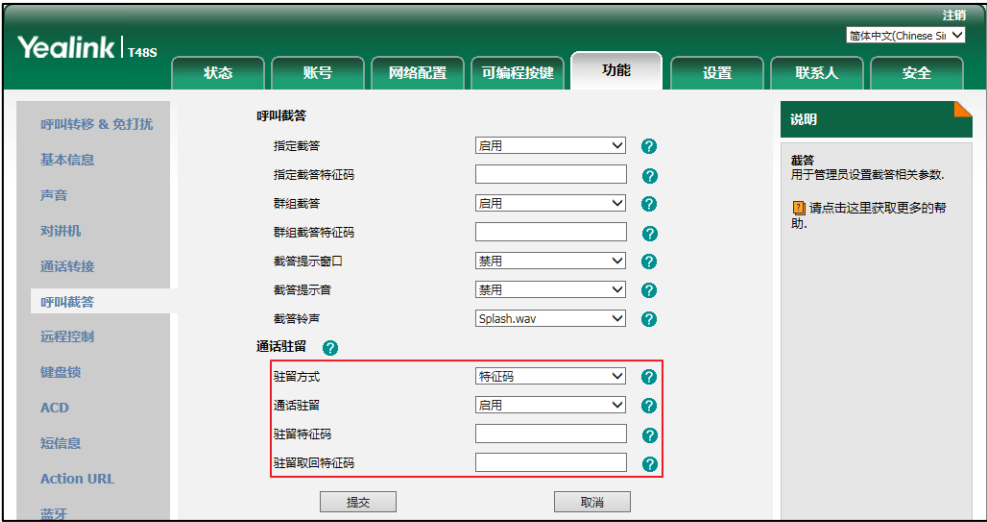 注销
简体中文(Chinese Sir
Yealink T48S
状态 账号 网络配置 可编程按键 功能 设置 联系人 安全
呼叫转移 & 免打扰
基本信息
声音
对讲机
通话转接
呼叫截答
远程控制
键盘锁
ACD
短信息
Action URL
蓝牙
呼叫截答
指定截答 启用 ?
指定截答特征码 ?
群组截答 启用 ?
群组截答特征码 ?
截答提示窗口 禁用 ?
截答提示音 禁用 ?
截答铃声 Splash.wav ?
通话驻留 ?
驻留方式 特征码 ?
通话驻留 启用 ?
驻留特征码 ?
驻留取回特征码 ?
提交 取消
说明
截答
用于管理员设置截答相关参数.
? 请点击这里获取更多的帮
助.